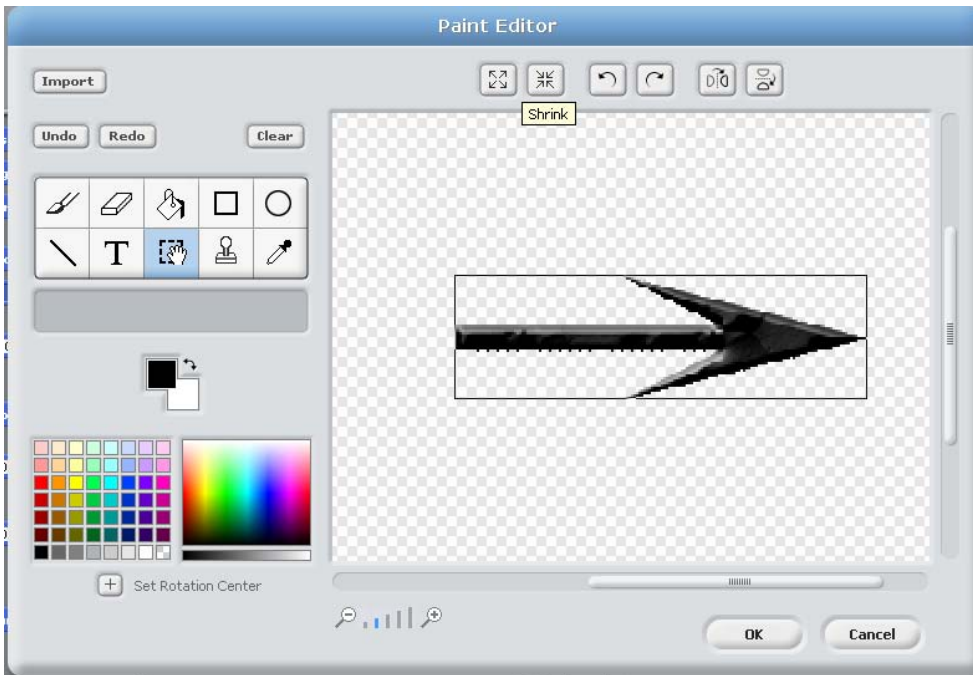 Paint Editor
Import
Shrink
Undo Redo Clear
T
Set Rotation Center
OK Cancel